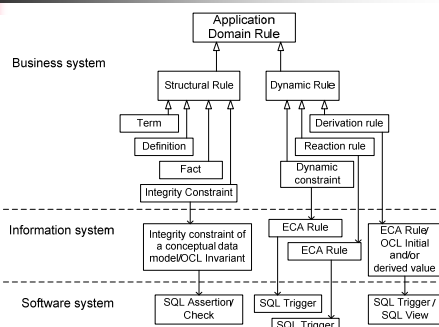 Application
Domain Rule
Business system
Structural Rule
Dynamic Rule
Term
Derivation rule
Definition
Reaction rule
Fact
Dynamic
constraint
Integrity Constraint
Information system
Integrity constraint of
a conceptual data
model/OCL Invariant
ECA Rule
ECA Rule
ECA Rule/
OCL Initial
and/or
derived value
Software system
SQL Assertion/
Check
SQL Trigger
SQL Trigger
SQL Trigger /
SQL View